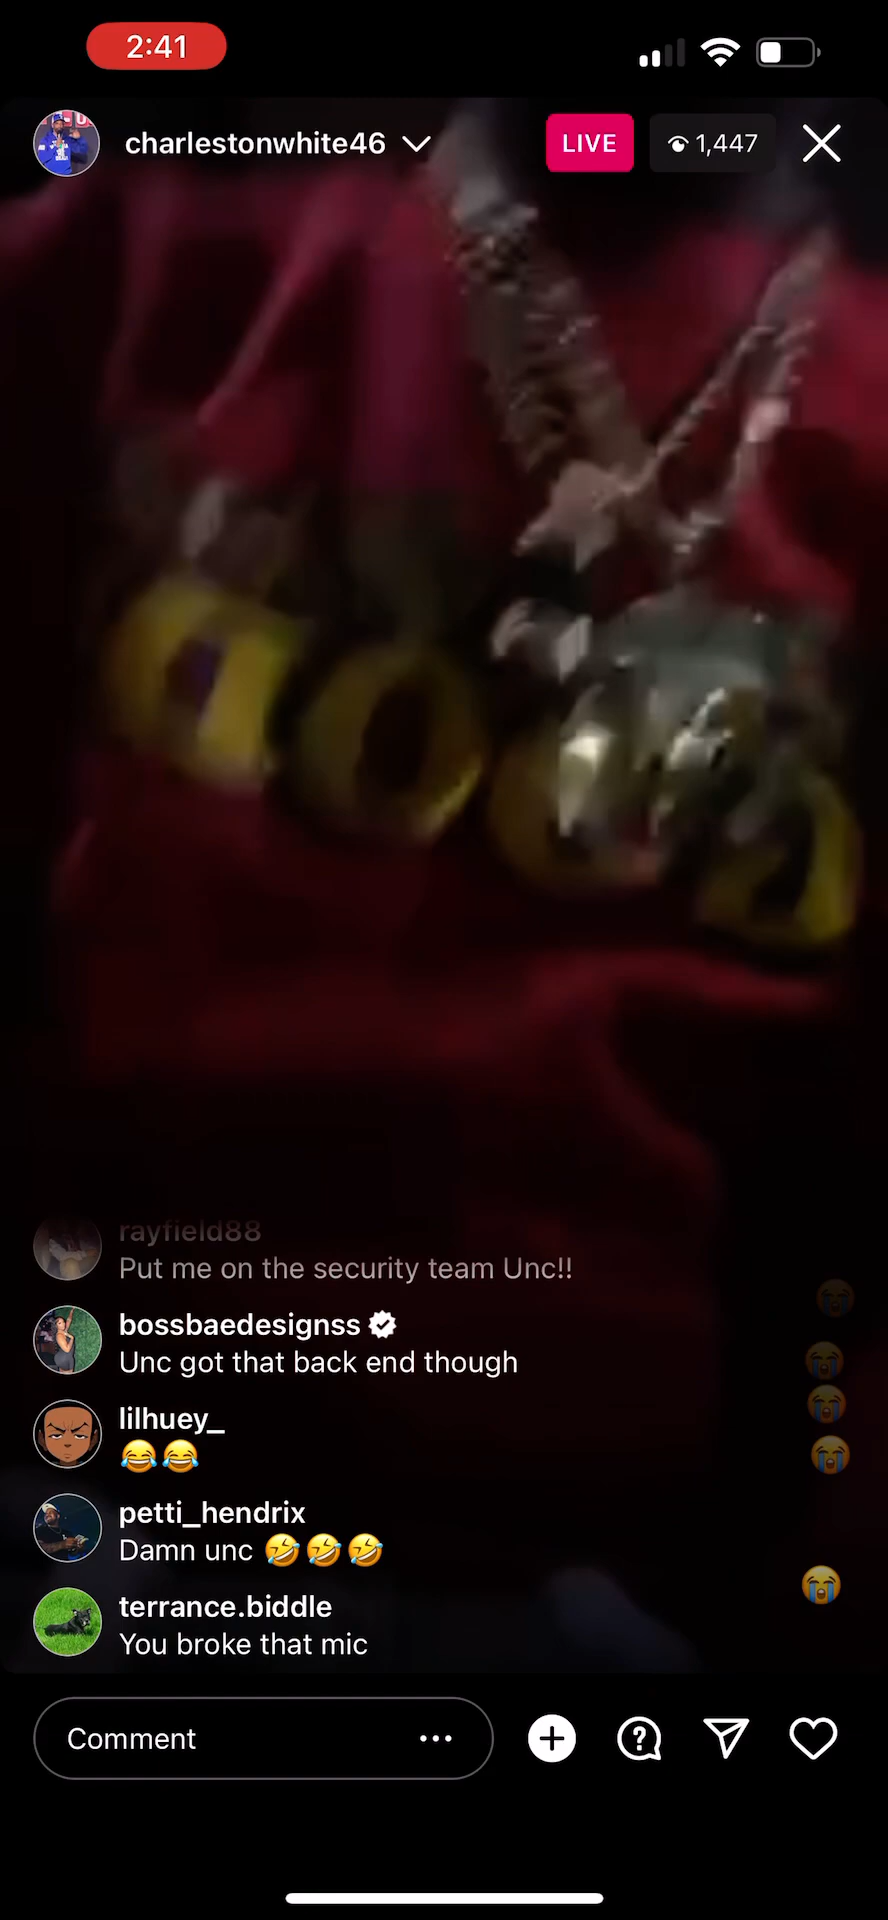 2:41
charlestonwhite46
LIVE
1,447
rayfield88
Put me on the security team Unc!!
bossbaedesignss
Unc got that back end though
lilhuey_
😂😂
petti_hendrix
Damn unc 🤣🤣🤣
terrance.biddle
You broke that mic
Comment